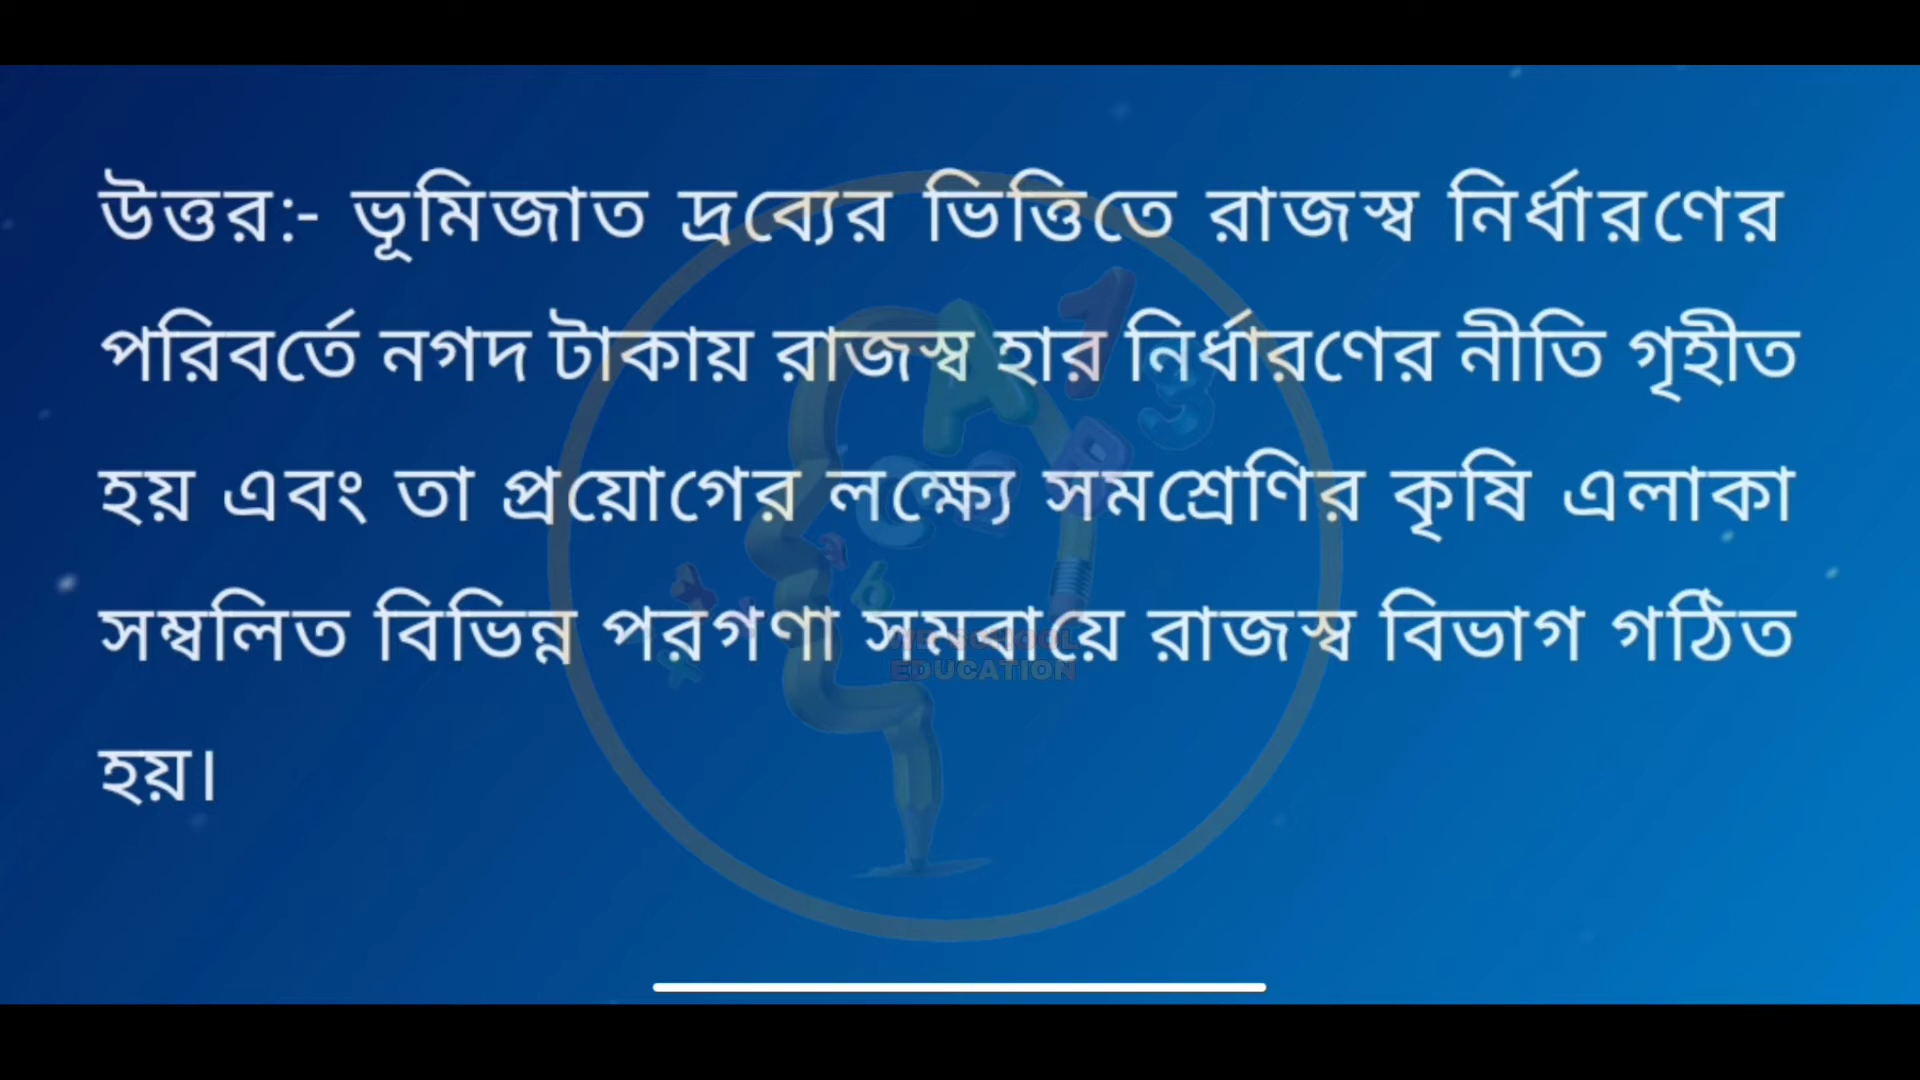 উত্তর:- ভূমিজাত দ্রব্যের ভিত্তিতে রাজস্ব নির্ধারণের
পরিবর্তে নগদ টাকায় রাজস্ব হার নির্ধারণের নীতি গৃহীত
হয় এবং তা প্রয়োগের লক্ষ্যে সমশ্রেণির কৃষি এলাকা
সম্বলিত বিভিন্ন পরগণা সমবায়ে রাজস্ব বিভাগ গঠিত
হয়।
EDUCATION